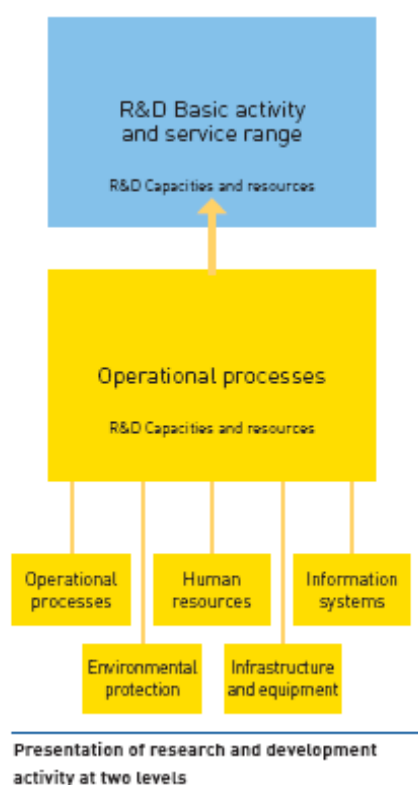 R&D Basic activity
and service range
R&D Capacities and resources
Operational processes
R&D Capacities and resources
Operational
processes
Human
resources
Information
systems
Environmental
protection
Infrastructure
and equipment
Presentation of research and development
activity at two levels